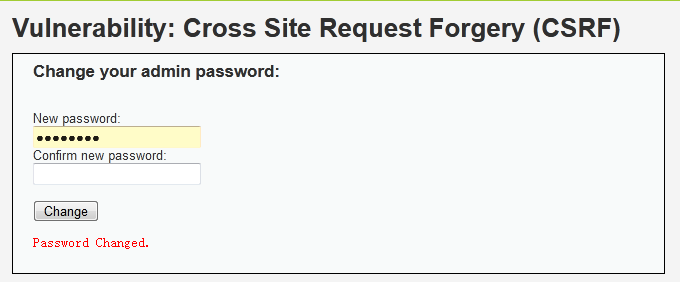 Vulnerability: Cross Site Request Forgery (CSRF)
Change your admin password:
New password:
••••••••
Confirm new password:
Change
Password Changed.